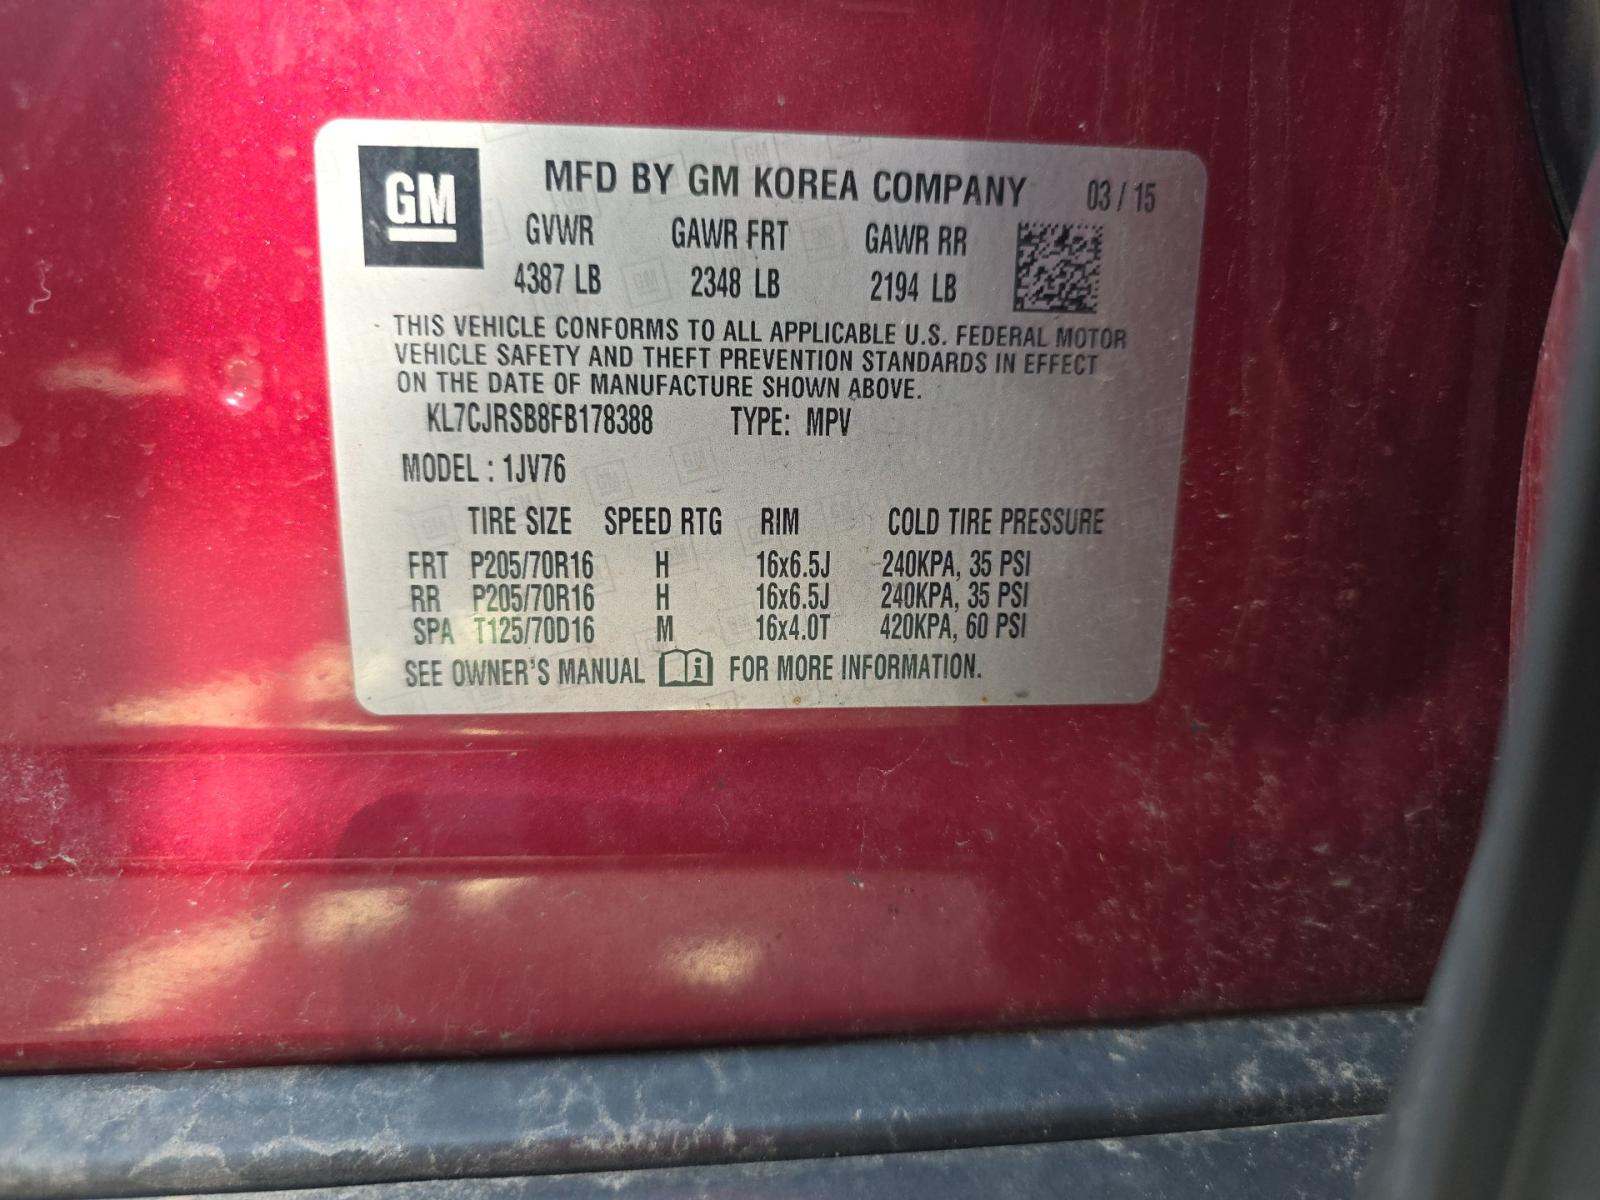 GM
MFD BY GM KOREA COMPANY 03 / 15
GVWR GAWR FRT GAWR RR
4387 LB 2348 LB 2194 LB
THIS VEHICLE CONFORMS TO ALL APPLICABLE U.S. FEDERAL MOTOR
VEHICLE SAFETY AND THEFT PREVENTION STANDARDS IN EFFECT
ON THE DATE OF MANUFACTURE SHOWN ABOVE.
KL7CJRSB8FB178388 TYPE: MPV
MODEL : 1JV76
TIRE SIZE SPEED RTG RIM COLD TIRE PRESSURE
FRT P205/70R16 H 16x6.5J 240KPA, 35 PSI
RR P205/70R16 H 16x6.5J 240KPA, 35 PSI
SPA T125/70D16 M 16x4.0T 420KPA, 60 PSI
SEE OWNER'S MANUAL FOR MORE INFORMATION.